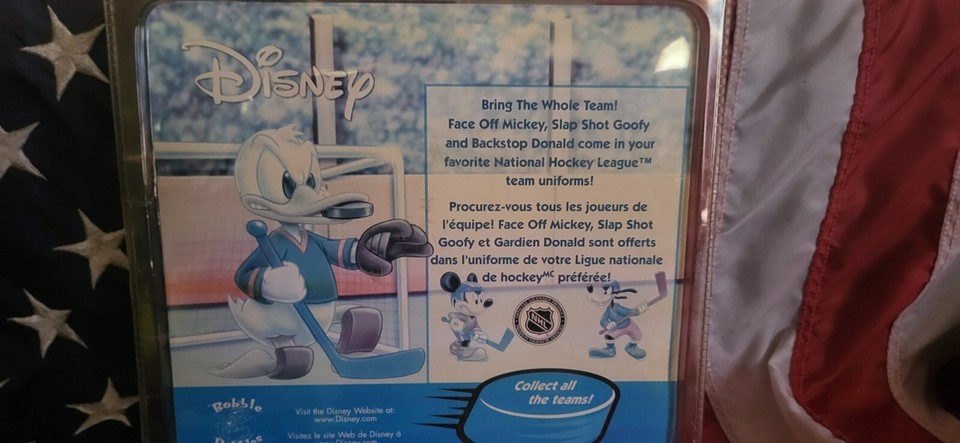 Disney
Bring The Whole Team!
Face Off Mickey, Slap Shot Goofy
and Backstop Donald come in your
favorite National Hockey League™
team uniforms!
Procurez-vous tous les joueurs de
l'équipe! Face Off Mickey, Slap Shot
Goofy et Gardien Donald sont offerts
dans l'uniforme de votre Ligue nationale
de hockeyMC préférée!
NHL
Collect all
the teams!
Bobble
Visit the Disney Website at:
www.Disney.com
Visitez le site Web de Disney à